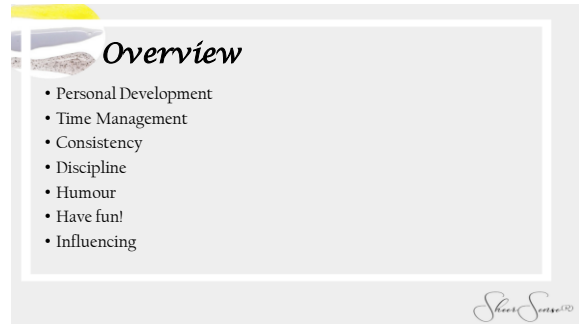 Overview
• Personal Development
• Time Management
• Consistency
• Discipline
• Humour
• Have fun!
• Influencing
Sheer Sense®